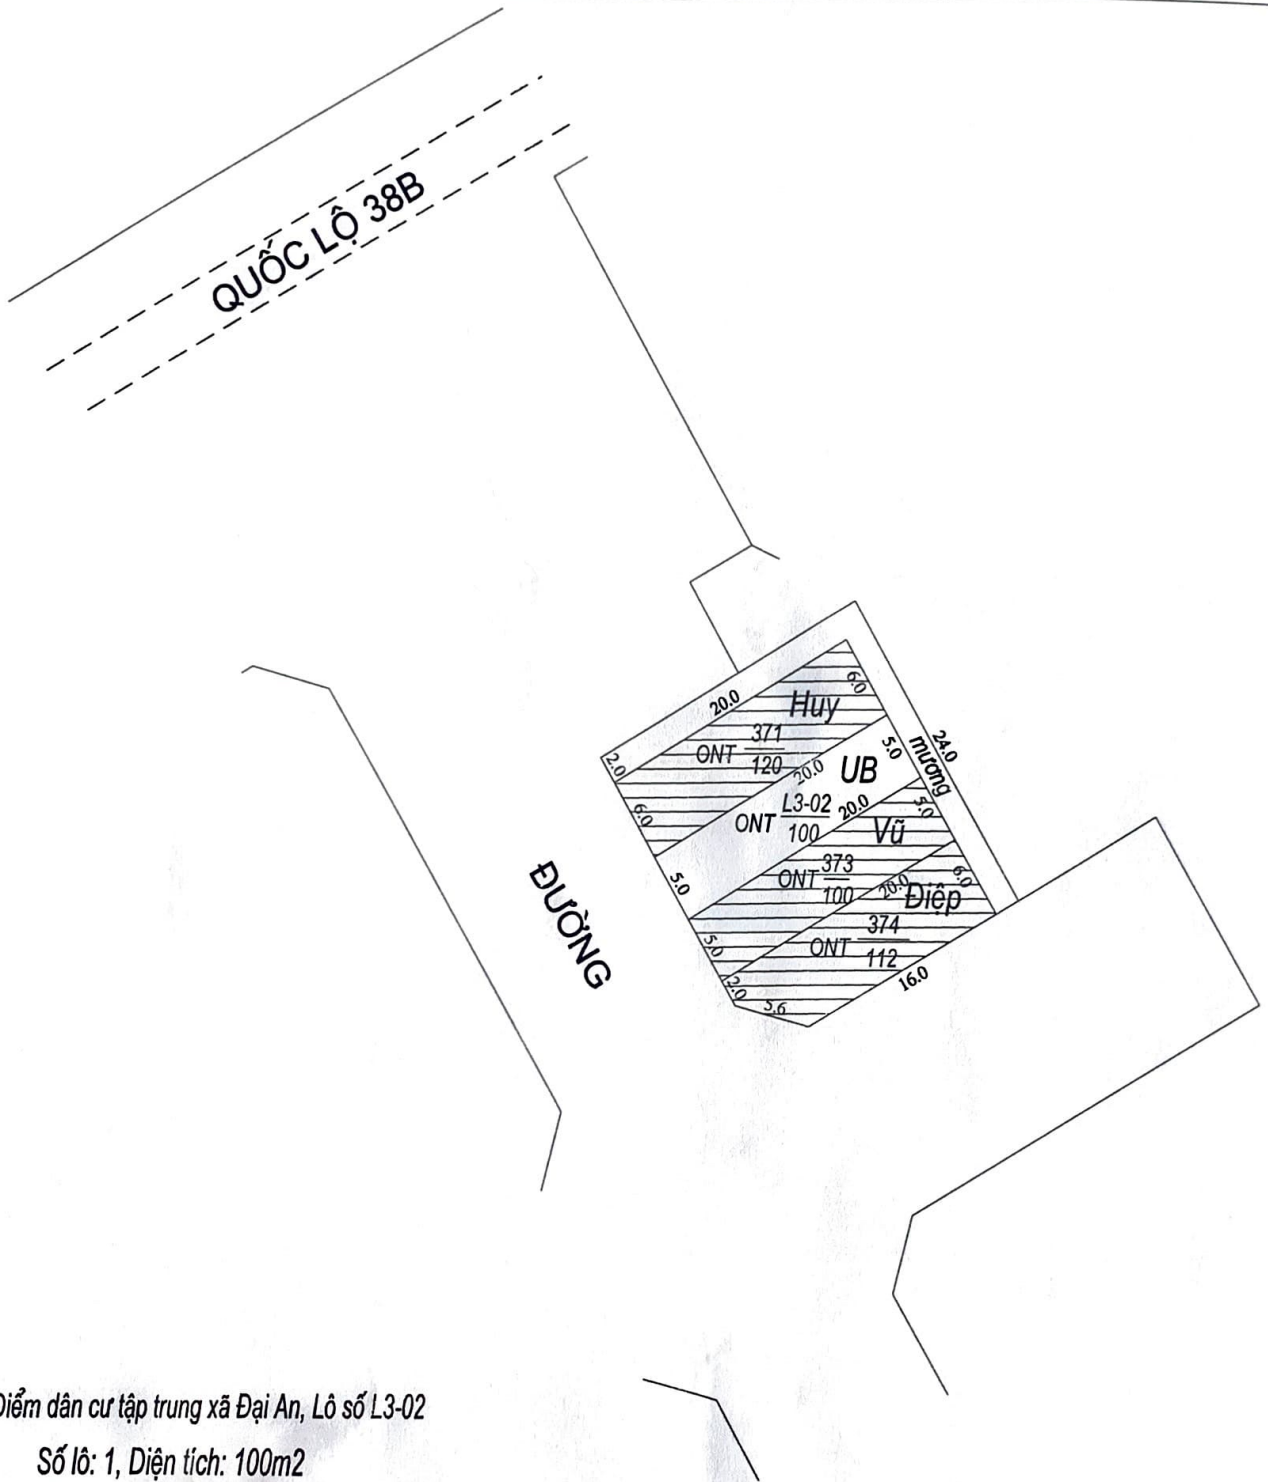 QUỐC LỘ 38B
20.0
6.0
Huy
2.0
ONT 371
120
6.0
20.0
UB
5.0
mương
24.0
ONT L3-02
100
20.0
5.0
Vũ
5.0
ĐƯỜNG
ONT 373
100
20.0
6.0
Điệp
5.0
ONT 374
112
2.0
5.6
16.0
Điểm dân cư tập trung xã Đại An, Lô số L3-02
Số lô: 1, Diện tích: 100m2